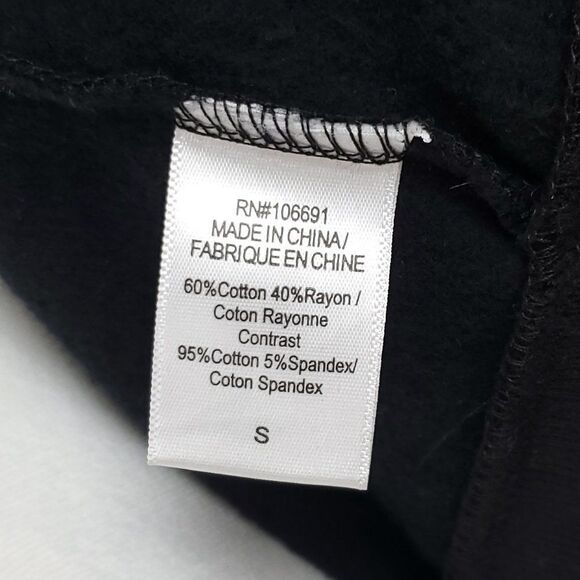 RN#106691
MADE IN CHINA/
FABRIQUE EN CHINE
60%Cotton 40%Rayon /
Coton Rayonne
Contrast
95%Cotton 5%Spandex/
Coton Spandex
S